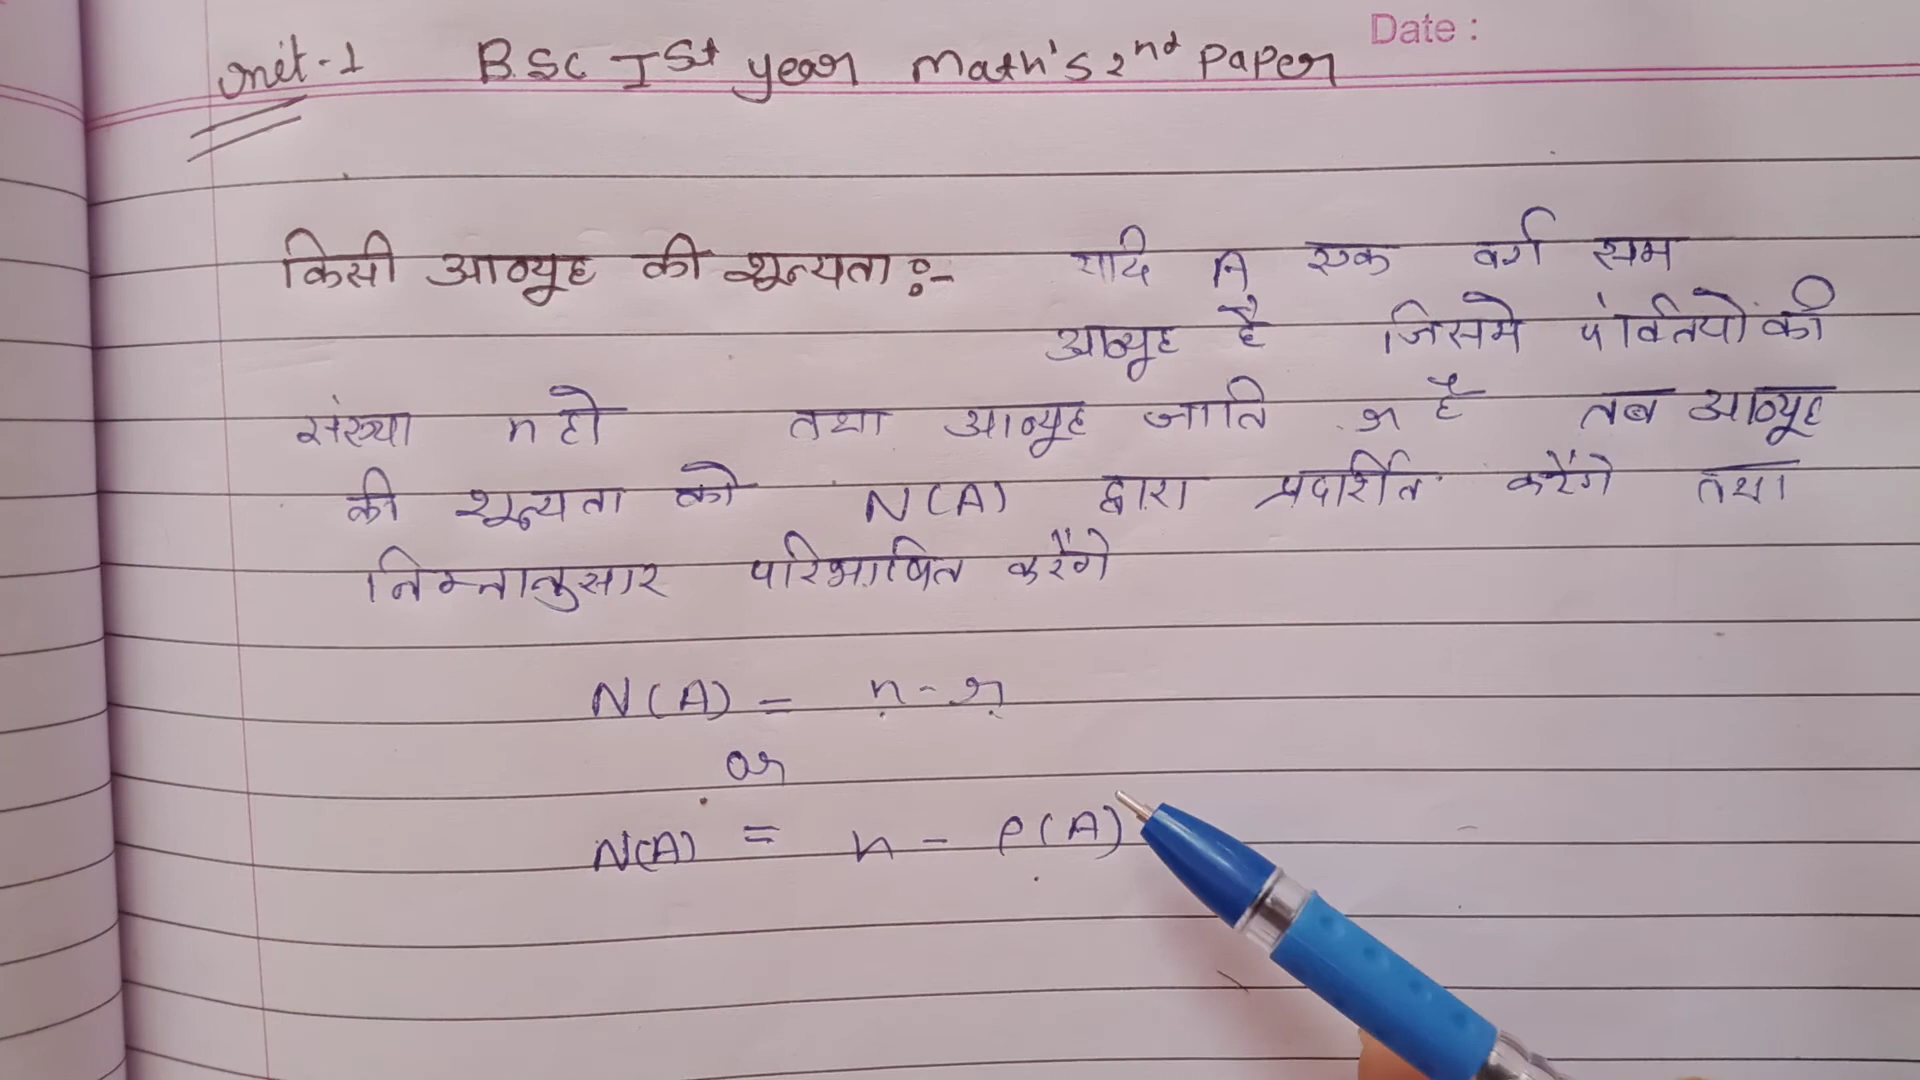 Date :
Unit-1 B.Sc Ist year math's 2nd paper
किसी आव्यूह की शून्यता :- यदि A एक वर्ग सम
आव्यूह है जिसमे पंक्तियो की
संख्या n हो तथा आव्यूह जाति r है तब आव्यूह
की शून्यता को N(A) द्वारा प्रदर्शित करेंगे तथा
निम्नानुसार परिभाषित करेंगे
N(A) = n - r
or
N(A) = n - ρ(A)